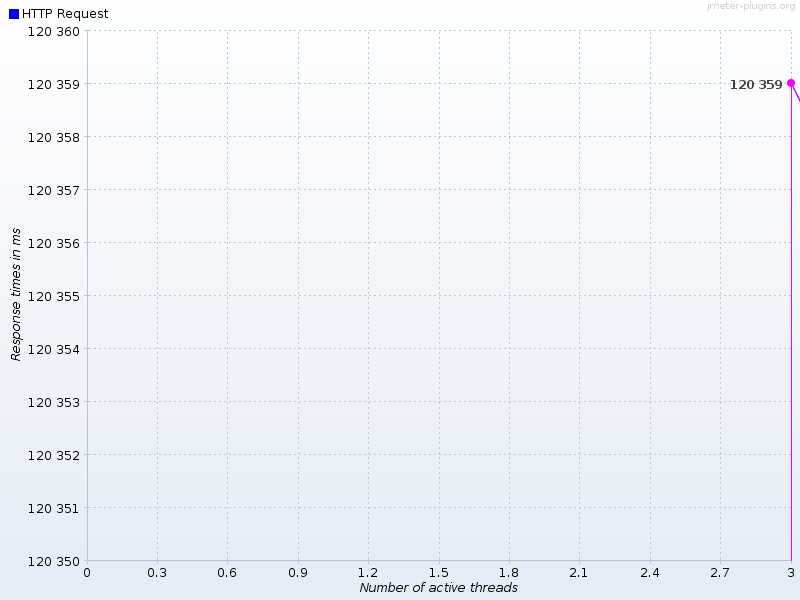 HTTP Request
jmeter-plugins.org
120 360
120 359
120 359
120 358
120 357
120 356
120 355
120 354
120 353
120 352
120 351
120 350
Response times in ms
0 0.3 0.6 0.9 1.2 1.5 1.8 2.1 2.4 2.7 3
Number of active threads